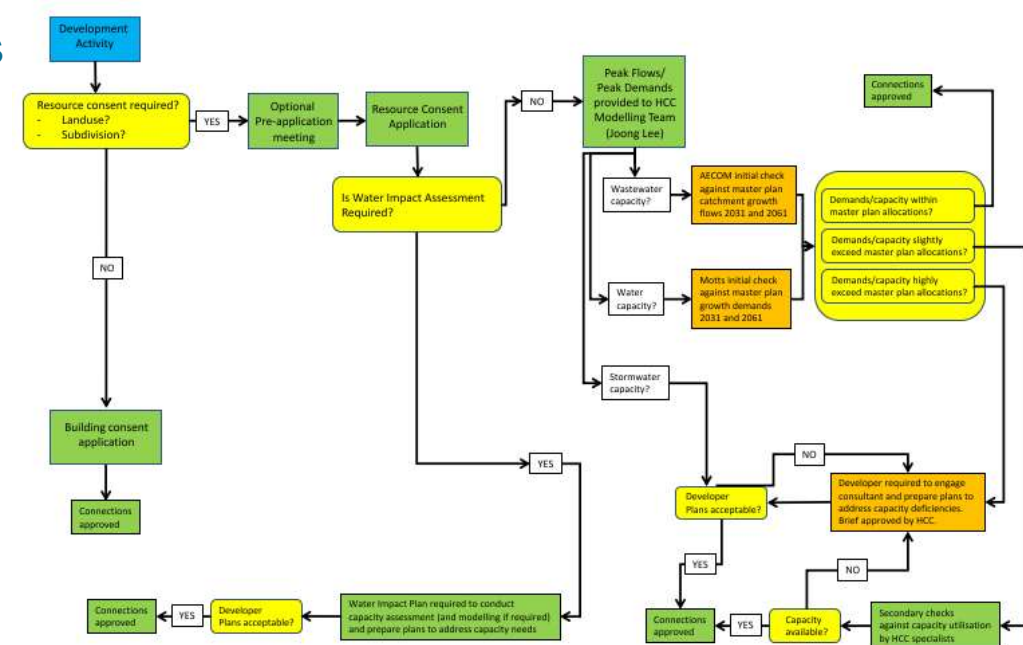 s
Development
Activity
Resource consent required?
- Landuse?
- Subdivision?
YES
Optional
Pre-application
meeting
Resource Consent
Application
NO
Peak Flows/
Peak Demands
provided to HCC
Modelling Team
(Joong Lee)
Connections
approved
Is Water Impact Assessment
Required?
Wastewater
capacity?
AECOM initial check
against master plan
catchment growth
flows 2031 and 2061
Demands/capacity within
master plan allocations?
Demands/capacity slightly
exceed master plan allocations?
Demands/capacity highly
exceed master plan allocations?
NO
Water
capacity?
Motts initial check
against master plan
growth demands
2031 and 2061
Stormwater
capacity?
Building consent
application
Connections
approved
YES
NO
Developer
Plans acceptable?
Developer required to engage
consultant and prepare plans to
address capacity deficiencies.
Brief approved by HCC.
YES
NO
Connections
approved
YES
Developer
Plans acceptable?
Water Impact Plan required to conduct
capacity assessment (and modelling if required)
and prepare plans to address capacity needs
Connections
approved
YES
Capacity
available?
Secondary checks
against capacity utilisation
by HCC specialists